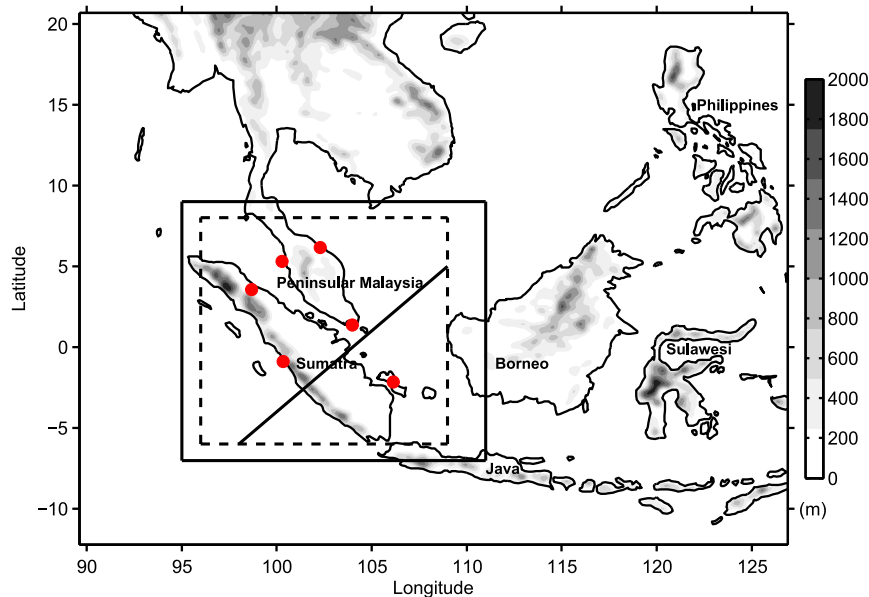 20
15
10
5
0
−5
−10
Latitude
90
95
100
105
110
115
120
125
Longitude
Philippines
Peninsular Malaysia
Sumatra
Borneo
Sulawesi
Java
2000
1800
1600
1400
1200
1000
800
600
400
200
0
(m)